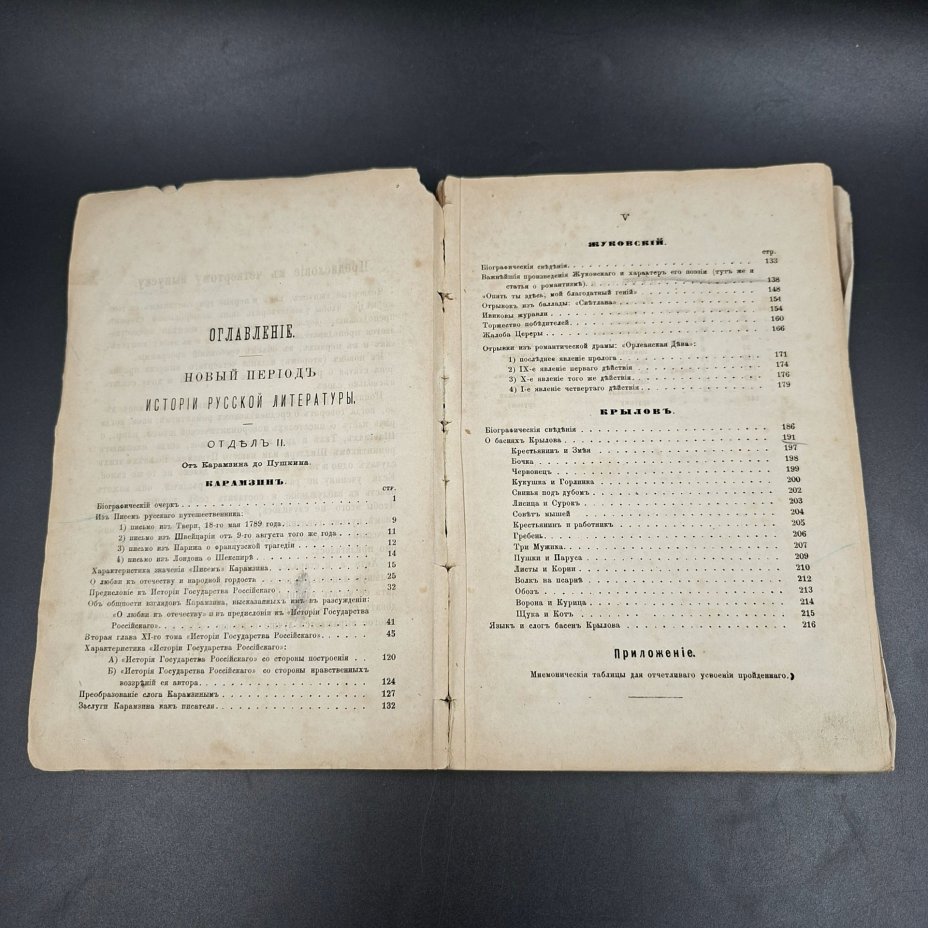 ОГЛАВЛЕНІЕ.
НОВЫЙ ПЕРІОДЪ
ИСТОРІИ РУССКОЙ ЛИТЕРАТУРЫ.
ОТДѢЛЪ II.
Отъ Карамзина до Пушкина.
КАРАМЗИНЪ.
стр.
Біографическій очеркъ 1
Изъ Писемъ русскаго путешественника:
1) письмо изъ Твери, 18-го мая 1789 года 9
2) письмо изъ Швейцаріи отъ 9-го августа того же года 11
3) письмо изъ Парижа о французской трагедіи 12
4) письмо изъ Лондона о Шекспирѣ 14
Характеристика значенія «Писемъ» Карамзина 15
О любви къ отечеству и народной гордости 25
Предисловіе къ Исторіи Государства Россійскаго 32
Объ общности взглядовъ Карамзина, высказанныхъ имъ въ разсужденіи:
«О любви къ отечеству» и въ предисловіи къ «Исторіи Государства
Россійскаго» 41
Вторая глава XI-го тома «Исторіи Государства Россійскаго» 45
Характеристика «Исторіи Государства Россійскаго»:
А) «Исторія Государства Россійскаго» со стороны построенія 120
Б) «Исторія Государства Россійскаго» со стороны нравственныхъ
воззрѣній ея автора 124
Преобразованіе слога Карамзинымъ 127
Заслуги Карамзина какъ писателя 132
V
ЖУКОВСКІЙ.
стр.
Біографическія свѣдѣнія 133
Важнѣйшія произведенія Жуковскаго и характеръ его поэзіи (тутъ же и
статья о романтизмѣ) 138
«Опять ты здѣсь, мой благодатный геній» 148
Отрывокъ изъ баллады: «Свѣтлана» 154
Ивиковы журавли 154
Торжество побѣдителей 160
Жалоба Цереры 166
Отрывки изъ романтической драмы: «Орлеанская Дѣва»:
1) послѣднее явленіе пролога 171
2) IX-е явленіе перваго дѣйствія 174
3) X-е явленіе того же дѣйствія 176
4) I-е явленіе четвертаго дѣйствія 179
КРЫЛОВЪ.
Біографическія свѣдѣнія 186
О басняхъ Крылова 191
Крестьянин и Змѣя 197
Бочка 198
Червонецъ 199
Кукушка и Горлинка 200
Свинья подъ дубомъ 202
Лисица и Сурокъ 203
Совѣтъ мышей 204
Крестьянинъ и работникъ 205
Гребень 206
Три Мужика 207
Пушки и Паруса 209
Листы и Корни 210
Волкъ на псарнѣ 212
Обозъ 213
Ворона и Курица 214
Щука и Котъ 215
Языкъ и слогъ басенъ Крылова 216
Приложеніе.
Мнемоническія таблицы для отчетливаго усвоенія пройденнаго.